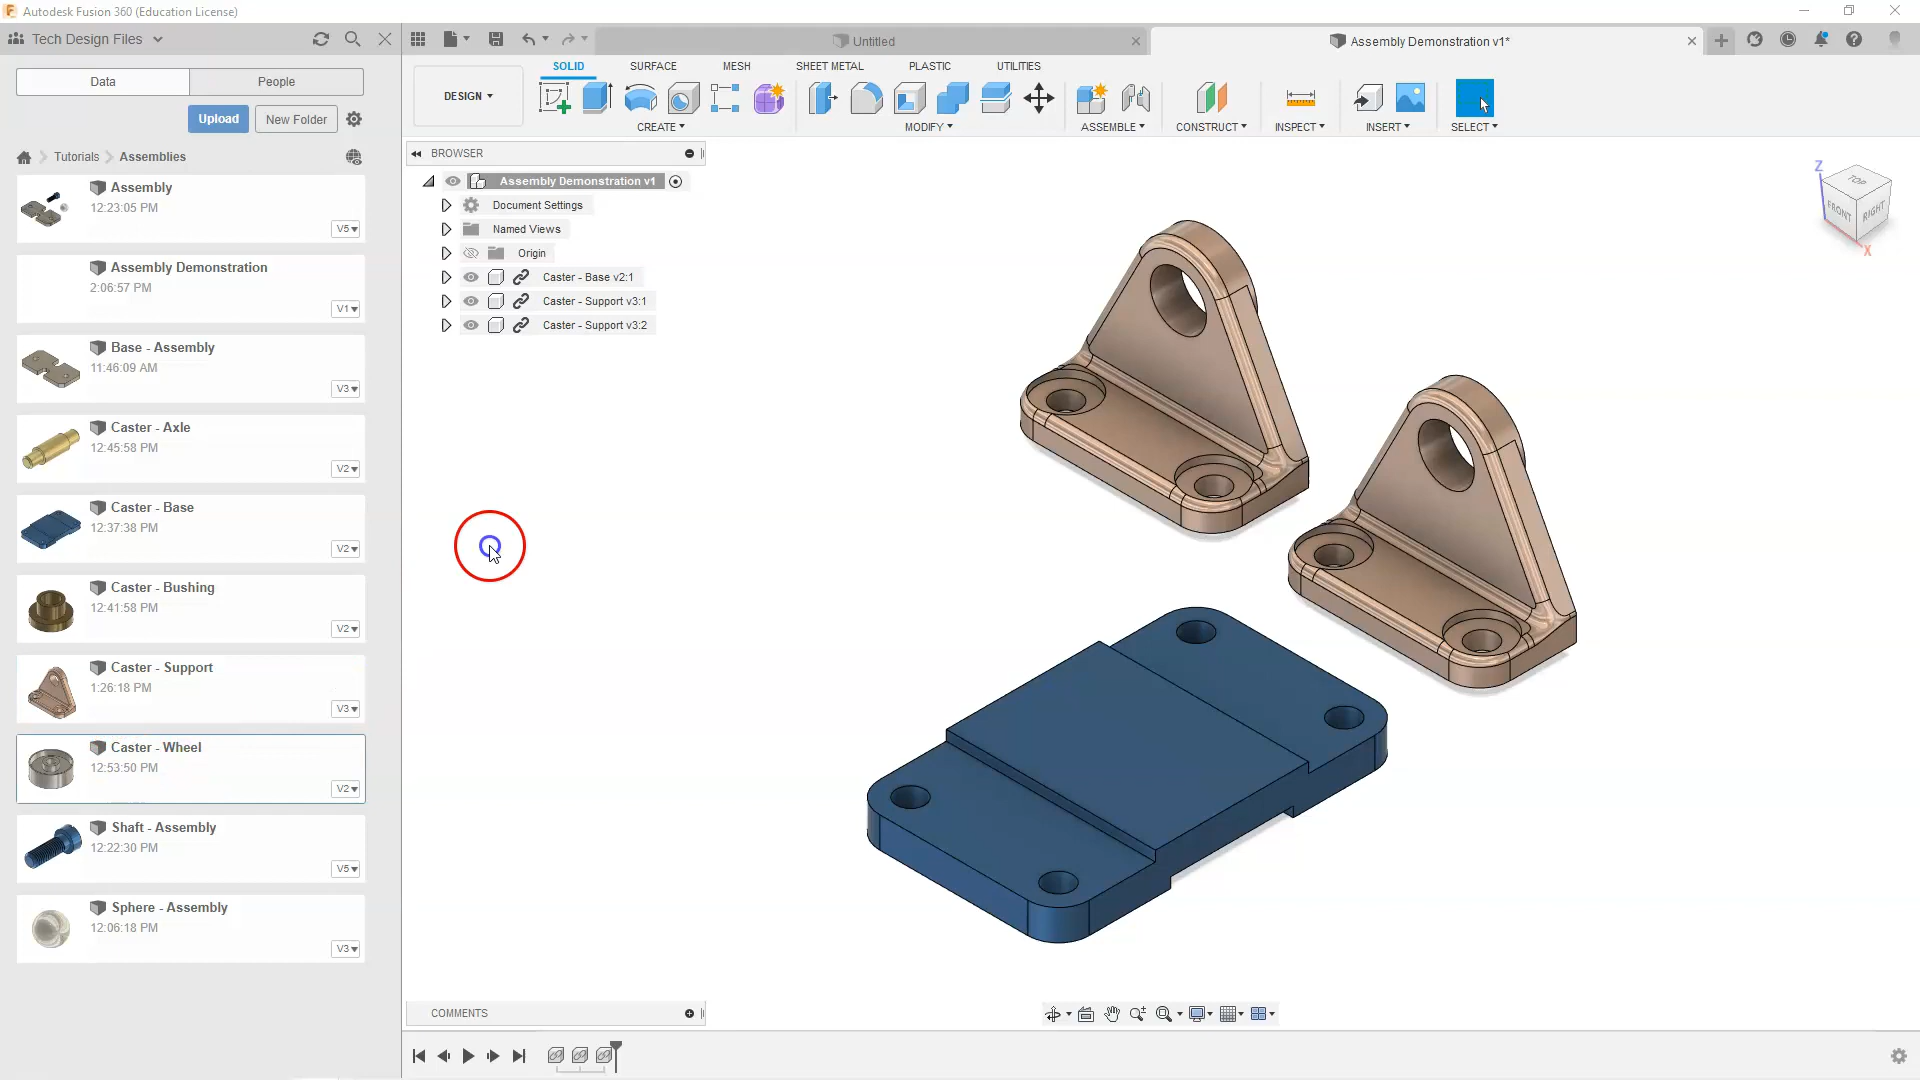 Autodesk Fusion 360 (Education License)
Tech Design Files
Untitled
Assembly Demonstration v1*
Data
People
Upload
New Folder
Tutorials
Assemblies
DESIGN
SOLID
SURFACE
MESH
SHEET METAL
PLASTIC
UTILITIES
CREATE
MODIFY
ASSEMBLE
CONSTRUCT
INSPECT
INSERT
SELECT
BROWSER
Assembly Demonstration v1
Document Settings
Named Views
Origin
Caster - Base v2:1
Caster - Support v3:1
Caster - Support v3:2
Assembly
12:23:05 PM
V5
Assembly Demonstration
2:06:57 PM
V1
Base - Assembly
11:46:09 AM
V3
Caster - Axle
12:45:58 PM
V2
Caster - Base
12:37:38 PM
V2
Caster - Bushing
12:41:58 PM
V2
Caster - Support
1:26:18 PM
V3
Caster - Wheel
12:53:50 PM
V2
Shaft - Assembly
12:22:30 PM
V5
Sphere - Assembly
12:06:18 PM
V3
Z
TOP
FRONT
RIGHT
X
COMMENTS